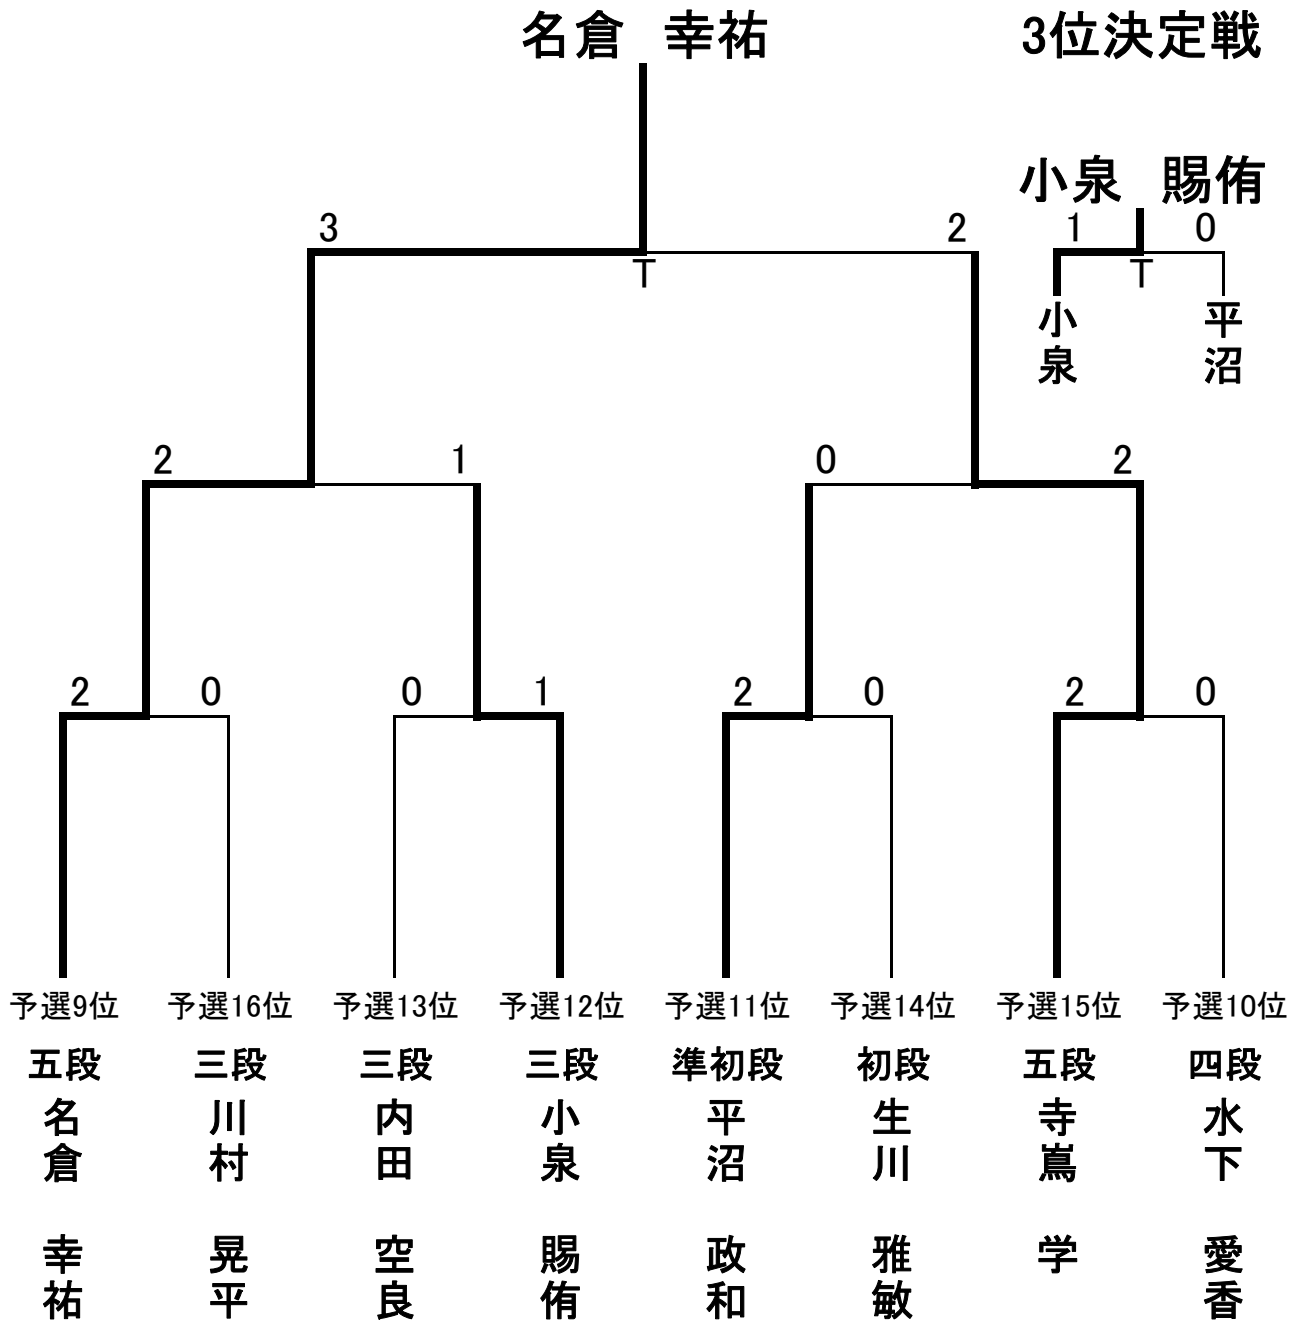 名倉 幸祐
3位決定戦
小泉 賜侑
3
2
1
0
T
T
小泉
平沼
2
1
0
2
2
0
0
1
2
0
2
0
予選9位
予選16位
予選13位
予選12位
予選11位
予選14位
予選15位
予選10位
五段
三段
三段
三段
準初段
初段
五段
四段
名倉 幸祐
川村 晃平
内田 空良
小泉 賜侑
平沼 政和
生川 雅敏
寺嶌 学
水下 愛香